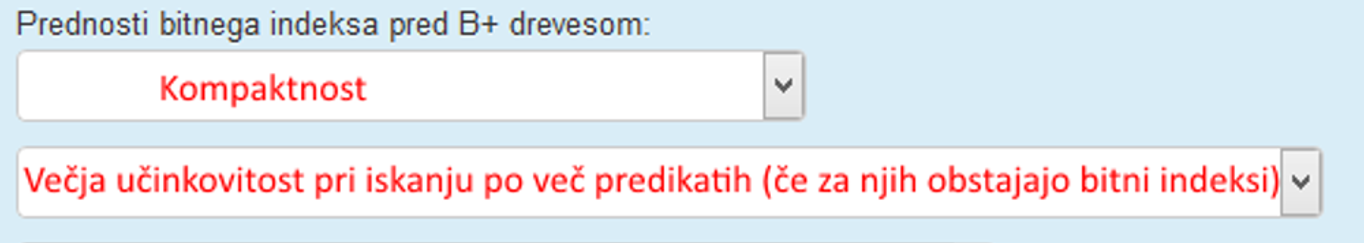 Prednosti bitnega indeksa pred B+ drevesom:
Kompaktnost
Večja učinkovitost pri iskanju po več predikatih (če za njih obstajajo bitni indeksi)